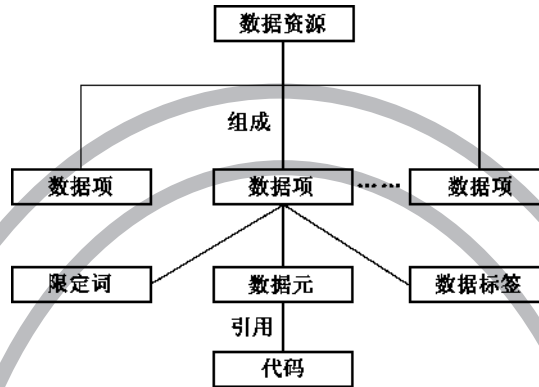 数据资源
组成
数据项 数据项 …… 数据项
限定词 数据元 数据标签
引用
代码